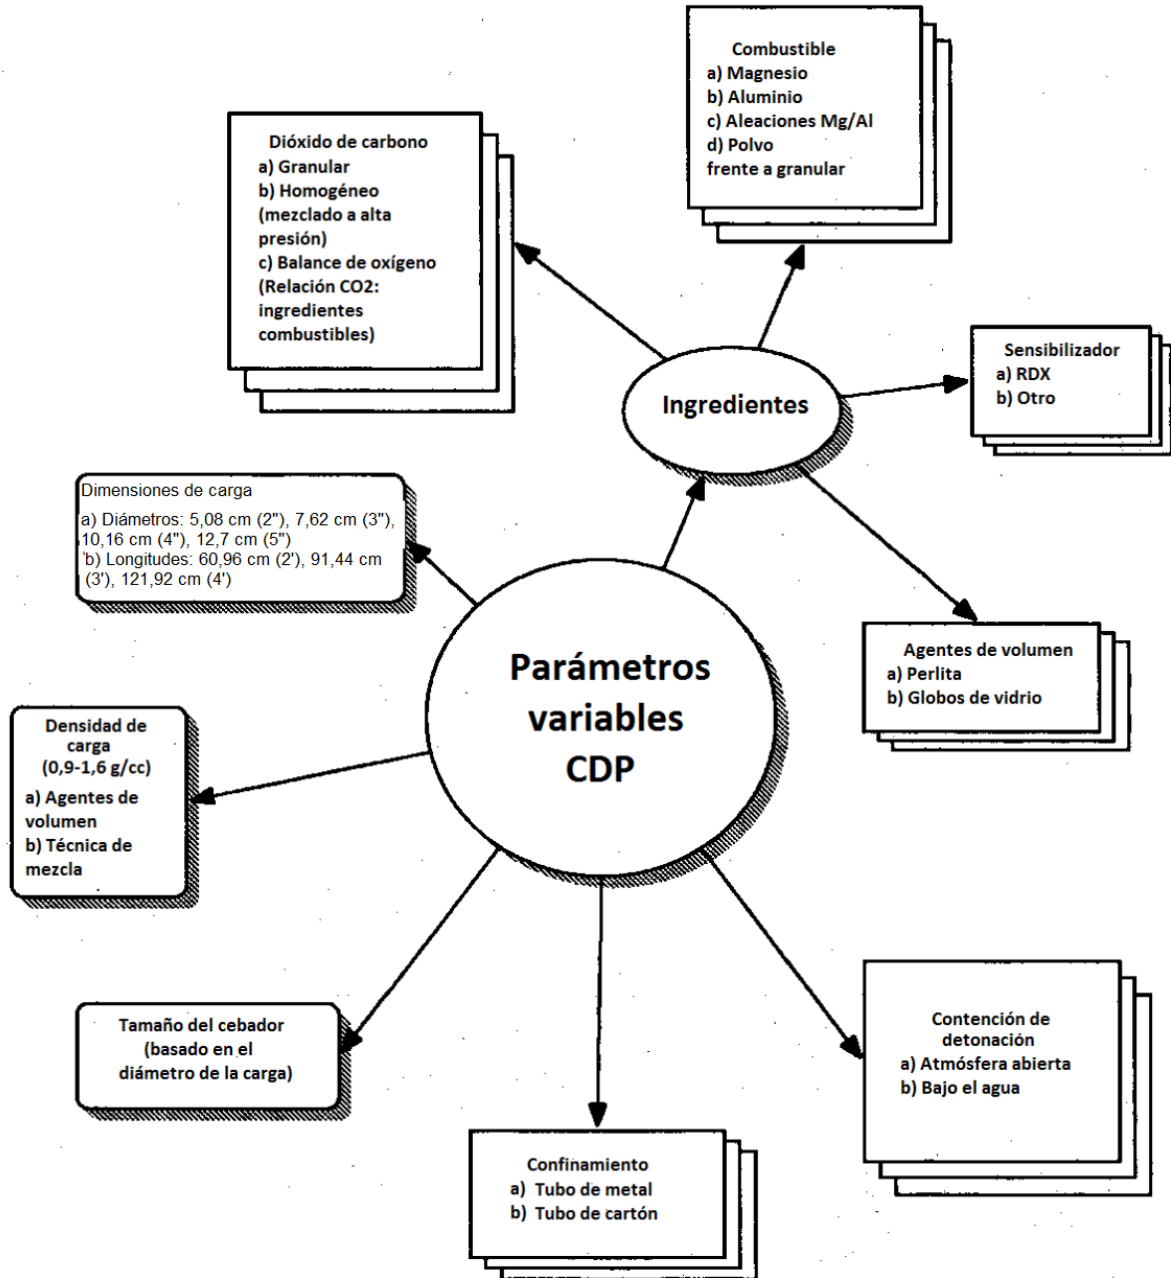 Combustible
a) Magnesio
b) Aluminio
c) Aleaciones Mg/Al
d) Polvo
frente a granular
Dióxido de carbono
a) Granular
b) Homogéneo
(mezclado a alta
presión)
c) Balance de oxígeno
(Relación CO2:
ingredientes
combustibles)
Sensibilizador
a) RDX
b) Otro
Ingredientes
Dimensiones de carga
a) Diámetros: 5,08 cm (2"), 7,62 cm (3"),
10,16 cm (4"), 12,7 cm (5")
b) Longitudes: 60,96 cm (2'), 91,44 cm
(3'), 121,92 cm (4')
Agentes de volumen
a) Perlita
b) Globos de vidrio
Parámetros
variables
CDP
Densidad de
carga
(0,9-1,6 g/cc)
a) Agentes de
volumen
b) Técnica de
mezcla
Tamaño del cebador
(basado en el
diámetro de la carga)
Contención de
detonación
a) Atmósfera abierta
b) Bajo el agua
Confinamiento
a) Tubo de metal
b) Tubo de cartón